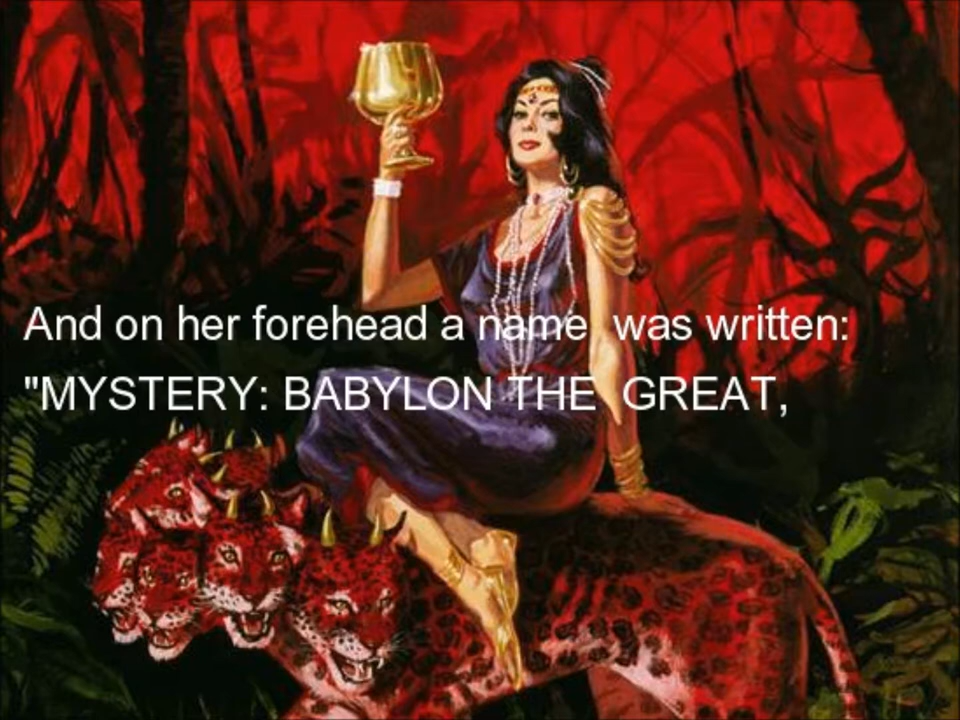 And on her forehead a name was written:
"MYSTERY: BABYLON THE GREAT,